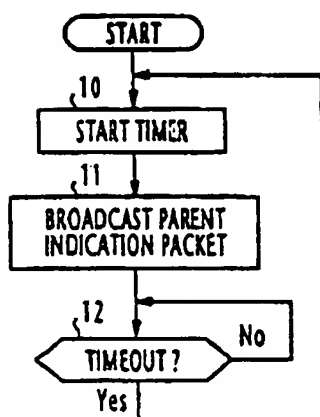 START
10
START TIMER
11
BROADCAST PARENT
INDICATION PACKET
12
TIMEOUT ?
No
Yes